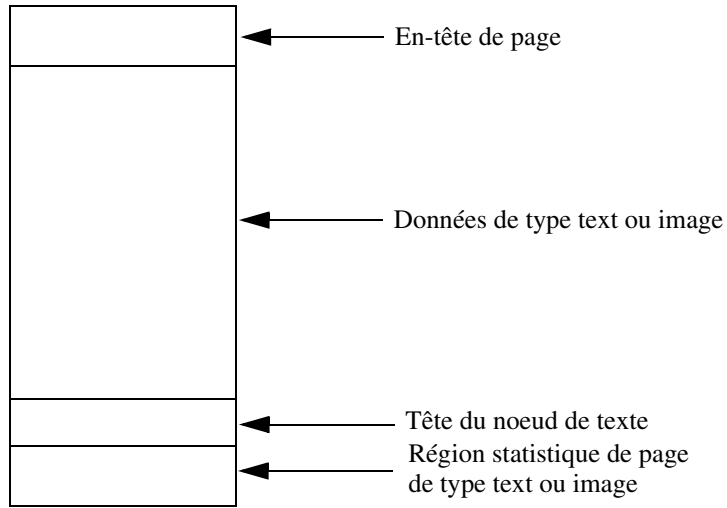 En-tête de page
Données de type text ou image
Tête du noeud de texte
Région statistique de page
de type text ou image